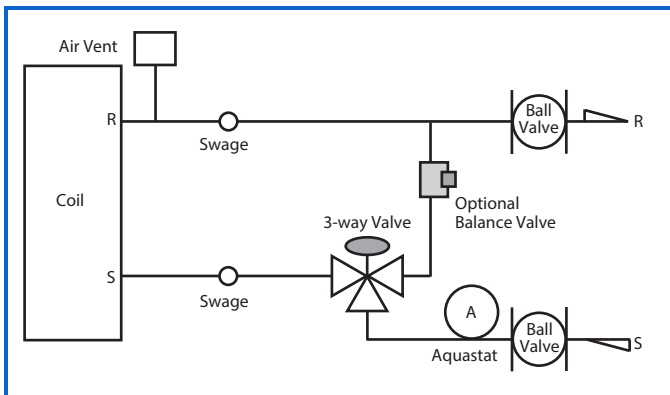 Air Vent
R
Swage
Ball
Valve
R
Coil
Optional
Balance Valve
3-way Valve
S
Swage
A
Aquastat
Ball
Valve
S